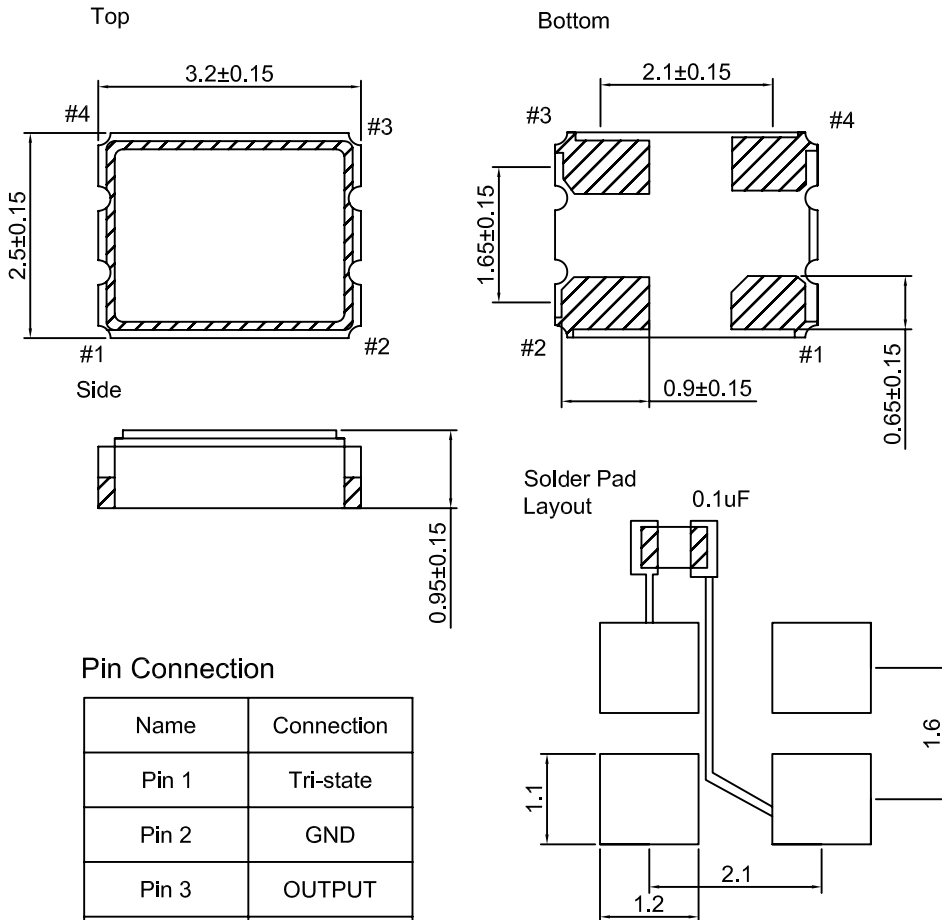 Top
3.2±0.15
#4
#3
2.5±0.15
#1
#2
Bottom
2.1±0.15
#3
#4
1.65±0.15
#2
#1
0.9±0.15
0.65±0.15
Side
0.95±0.15
Solder Pad
Layout
0.1uF
1.6
1.1
2.1
1.2
Pin Connection
Name Connection
Pin 1 Tri-state
Pin 2 GND
Pin 3 OUTPUT